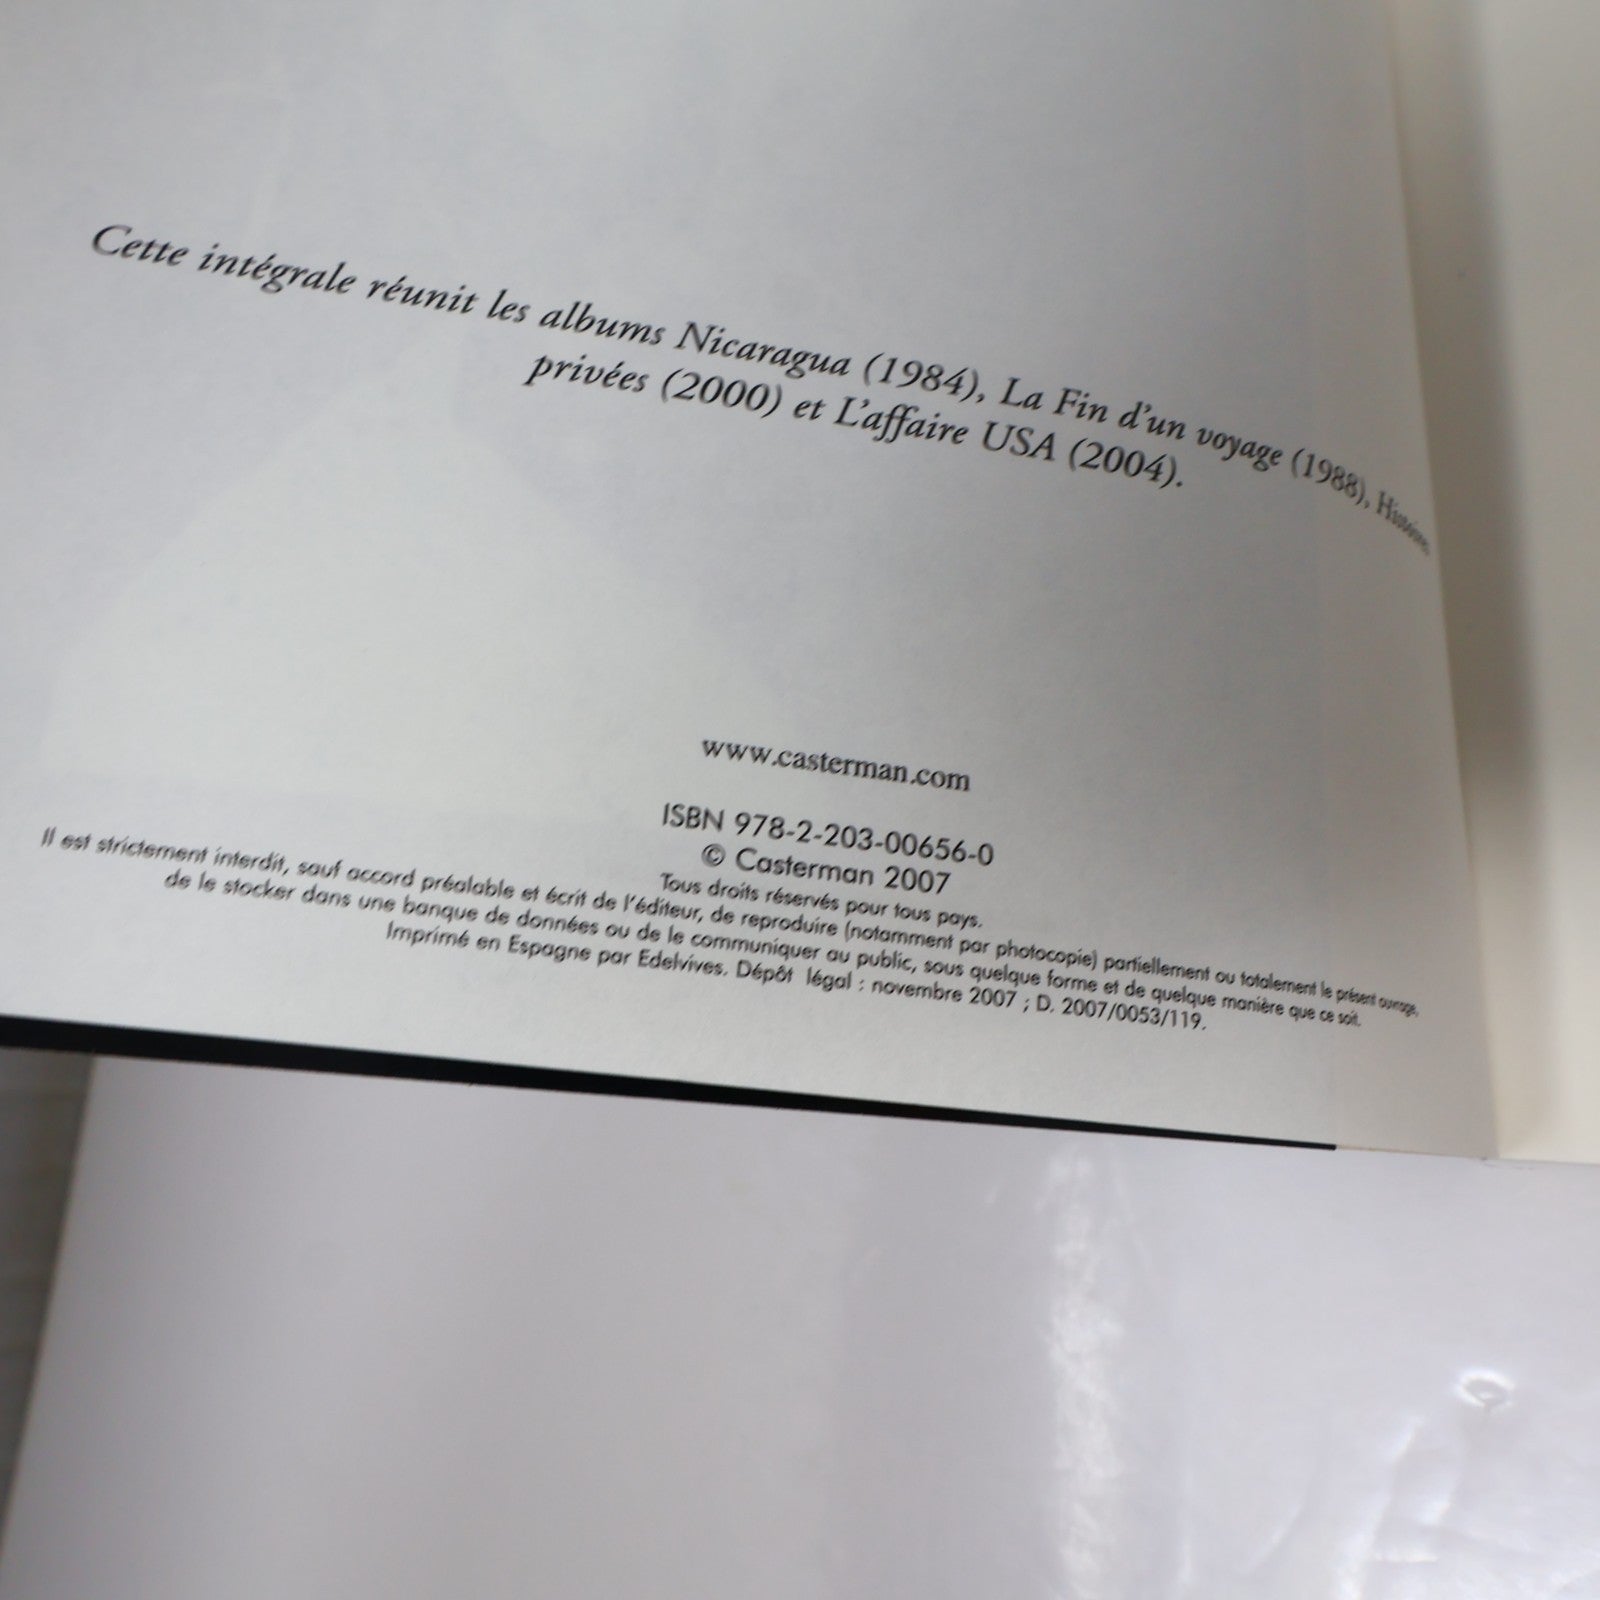 Cette intégrale réunit les albums Nicaragua (1984), La Fin d'un voyage (1988), Histoires
privées (2000) et L'affaire USA (2004).
www.casterman.com
ISBN 978-2-203-00656-0
© Casterman 2007
Tous droits réservés pour tous pays.
Il est strictement interdit, sauf accord préalable et écrit de l'éditeur, de reproduire (notamment par photocopie) partiellement ou totalement le présent ouvrage,
de le stocker dans une banque de données ou de le communiquer au public, sous quelque forme et de quelque manière que ce soit.
Imprimé en Espagne par Edelvives. Dépôt légal : novembre 2007 ; D. 2007/0053/119.